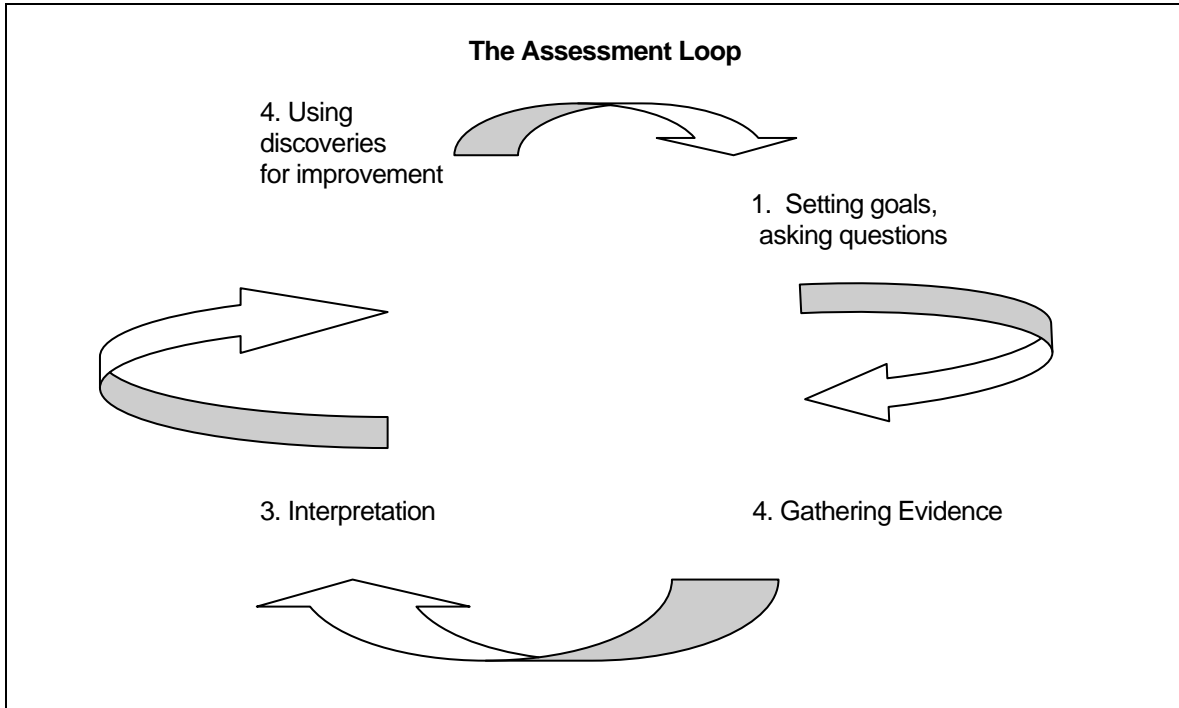 The Assessment Loop
4. Using
discoveries
for improvement
1. Setting goals,
asking questions
3. Interpretation
4. Gathering Evidence